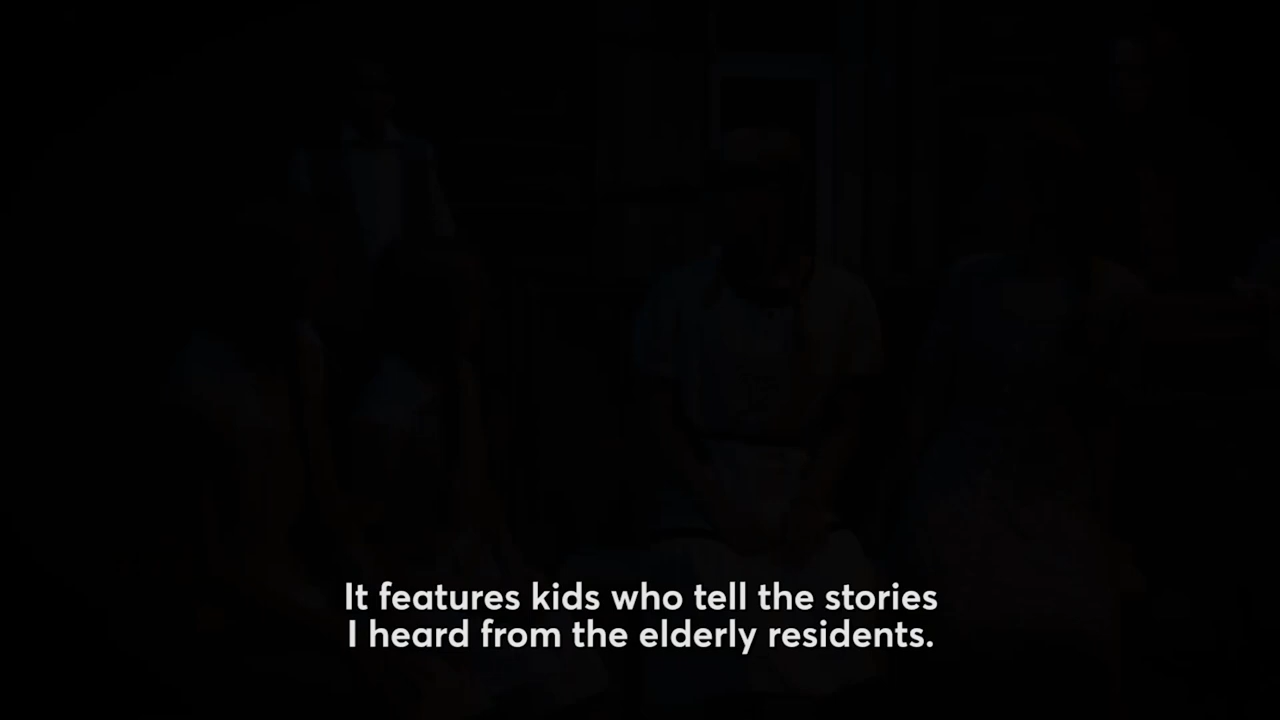 It features kids who tell the stories
I heard from the elderly residents.